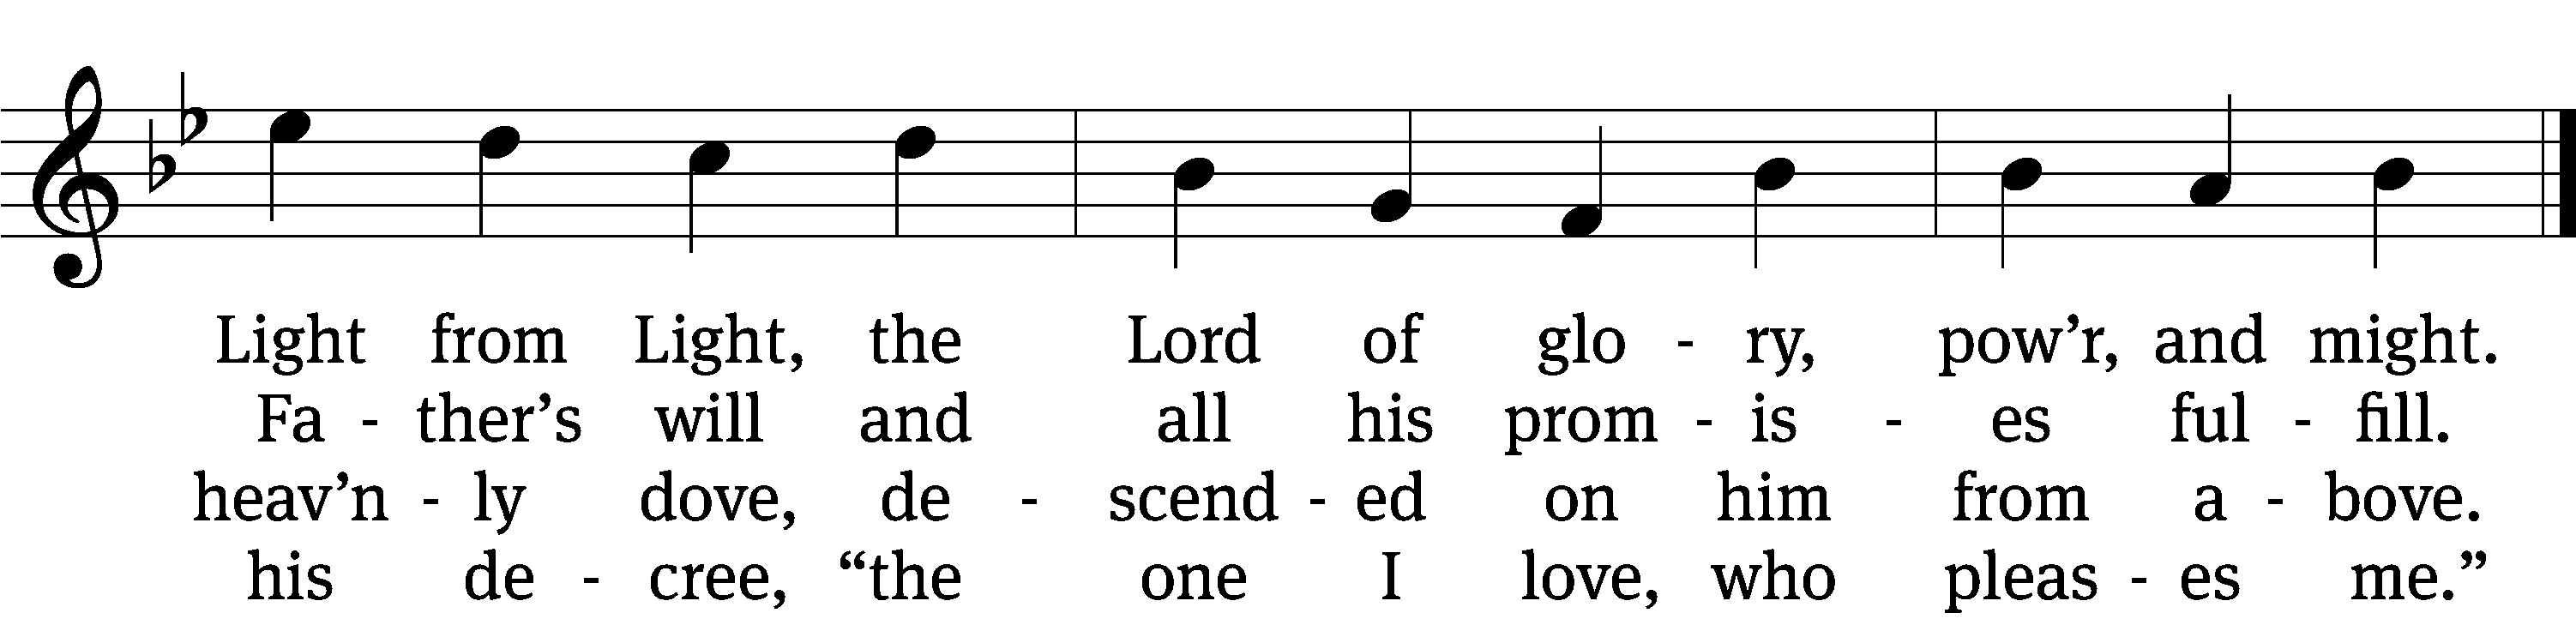 Light from Light, the Lord of glo - ry, pow’r, and might.
Fa - ther’s will and all his prom - is - es ful - fill.
heav’n - ly dove, de - scend - ed on him from a - bove.
his de - cree, “the one I love, who pleas - es me.”